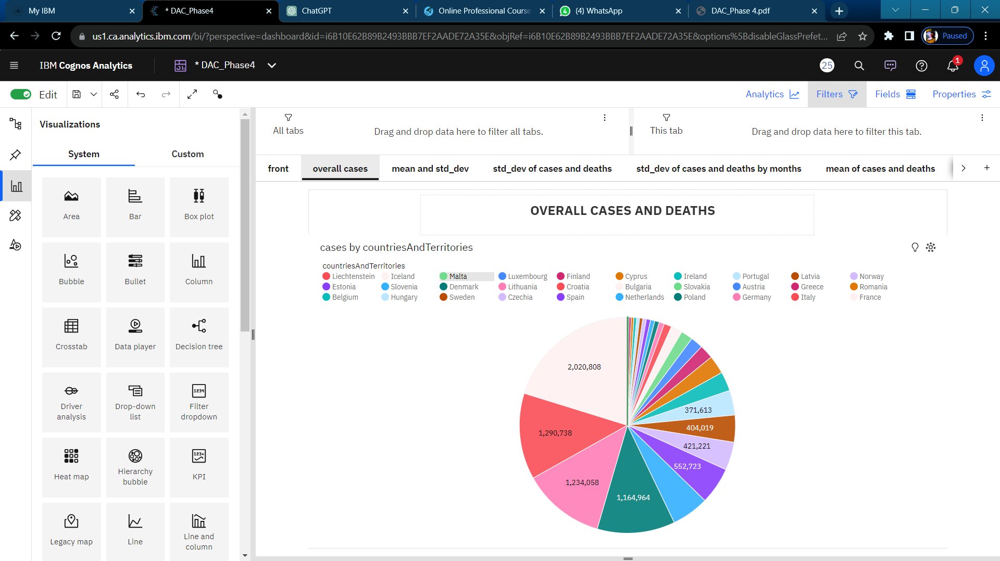 My IBM
* DAC_Phase4
ChatGPT
Online Professional Course
(4) WhatsApp
DAC_Phase 4.pdf
us1.ca.analytics.ibm.com/bi/?perspective=dashboard&id=i6B10E62B89B2493BBB7EF2AADE72A35E&objRef=i6B10E62B89B2493BBB7EF2AADE72A35E&options%5BdisableGlassPrefet...
Paused
IBM Cognos Analytics
* DAC_Phase4
25
1
Edit
Analytics
Filters
Fields
Properties
Visualizations
System
Custom
Area
Bar
Box plot
Bubble
Bullet
Column
Crosstab
Data player
Decision tree
Driver
analysis
Drop-down
list
Filter
dropdown
Heat map
Hierarchy
bubble
KPI
Legacy map
Line
Line and
column
All tabs
Drag and drop data here to filter all tabs.
This tab
Drag and drop data here to filter this tab.
front
overall cases
mean and std_dev
std_dev of cases and deaths
std_dev of cases and deaths by months
mean of cases and deaths
OVERALL CASES AND DEATHS
cases by countriesAndTerritories
countriesAndTerritories
Liechtenstein Iceland Malta Luxembourg Finland Cyprus Ireland Portugal Latvia Norway
Estonia Slovenia Denmark Lithuania Croatia Bulgaria Slovakia Austria Greece Romania
Belgium Hungary Sweden Czechia Spain Netherlands Poland Germany Italy France
2,020,808
371,613
404,019
1,290,738
421,221
552,723
1,234,058
1,164,964